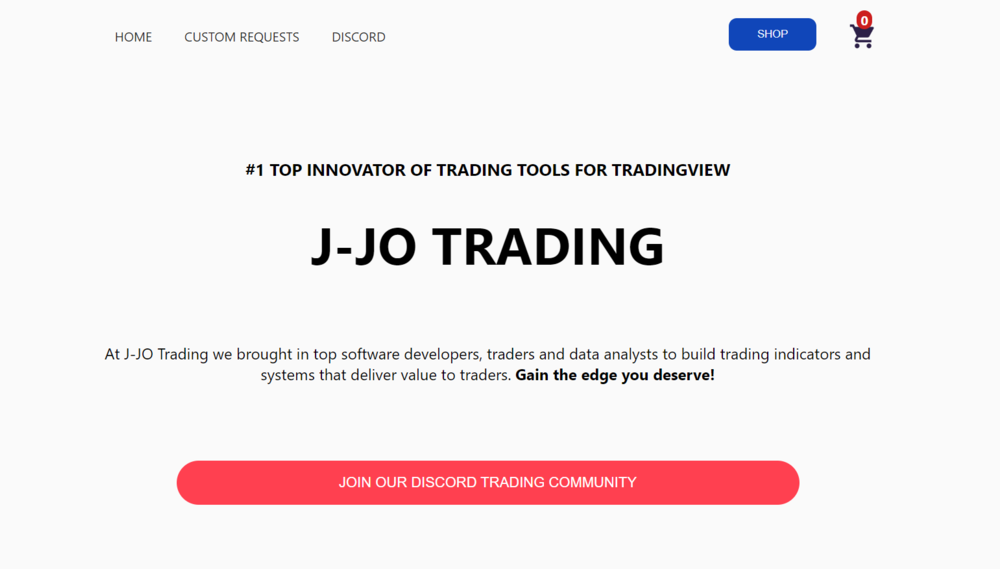 HOME
CUSTOM REQUESTS
DISCORD
SHOP
0
#1 TOP INNOVATOR OF TRADING TOOLS FOR TRADINGVIEW
J-JO TRADING
At J-JO Trading we brought in top software developers, traders and data analysts to build trading indicators and
systems that deliver value to traders. Gain the edge you deserve!
JOIN OUR DISCORD TRADING COMMUNITY